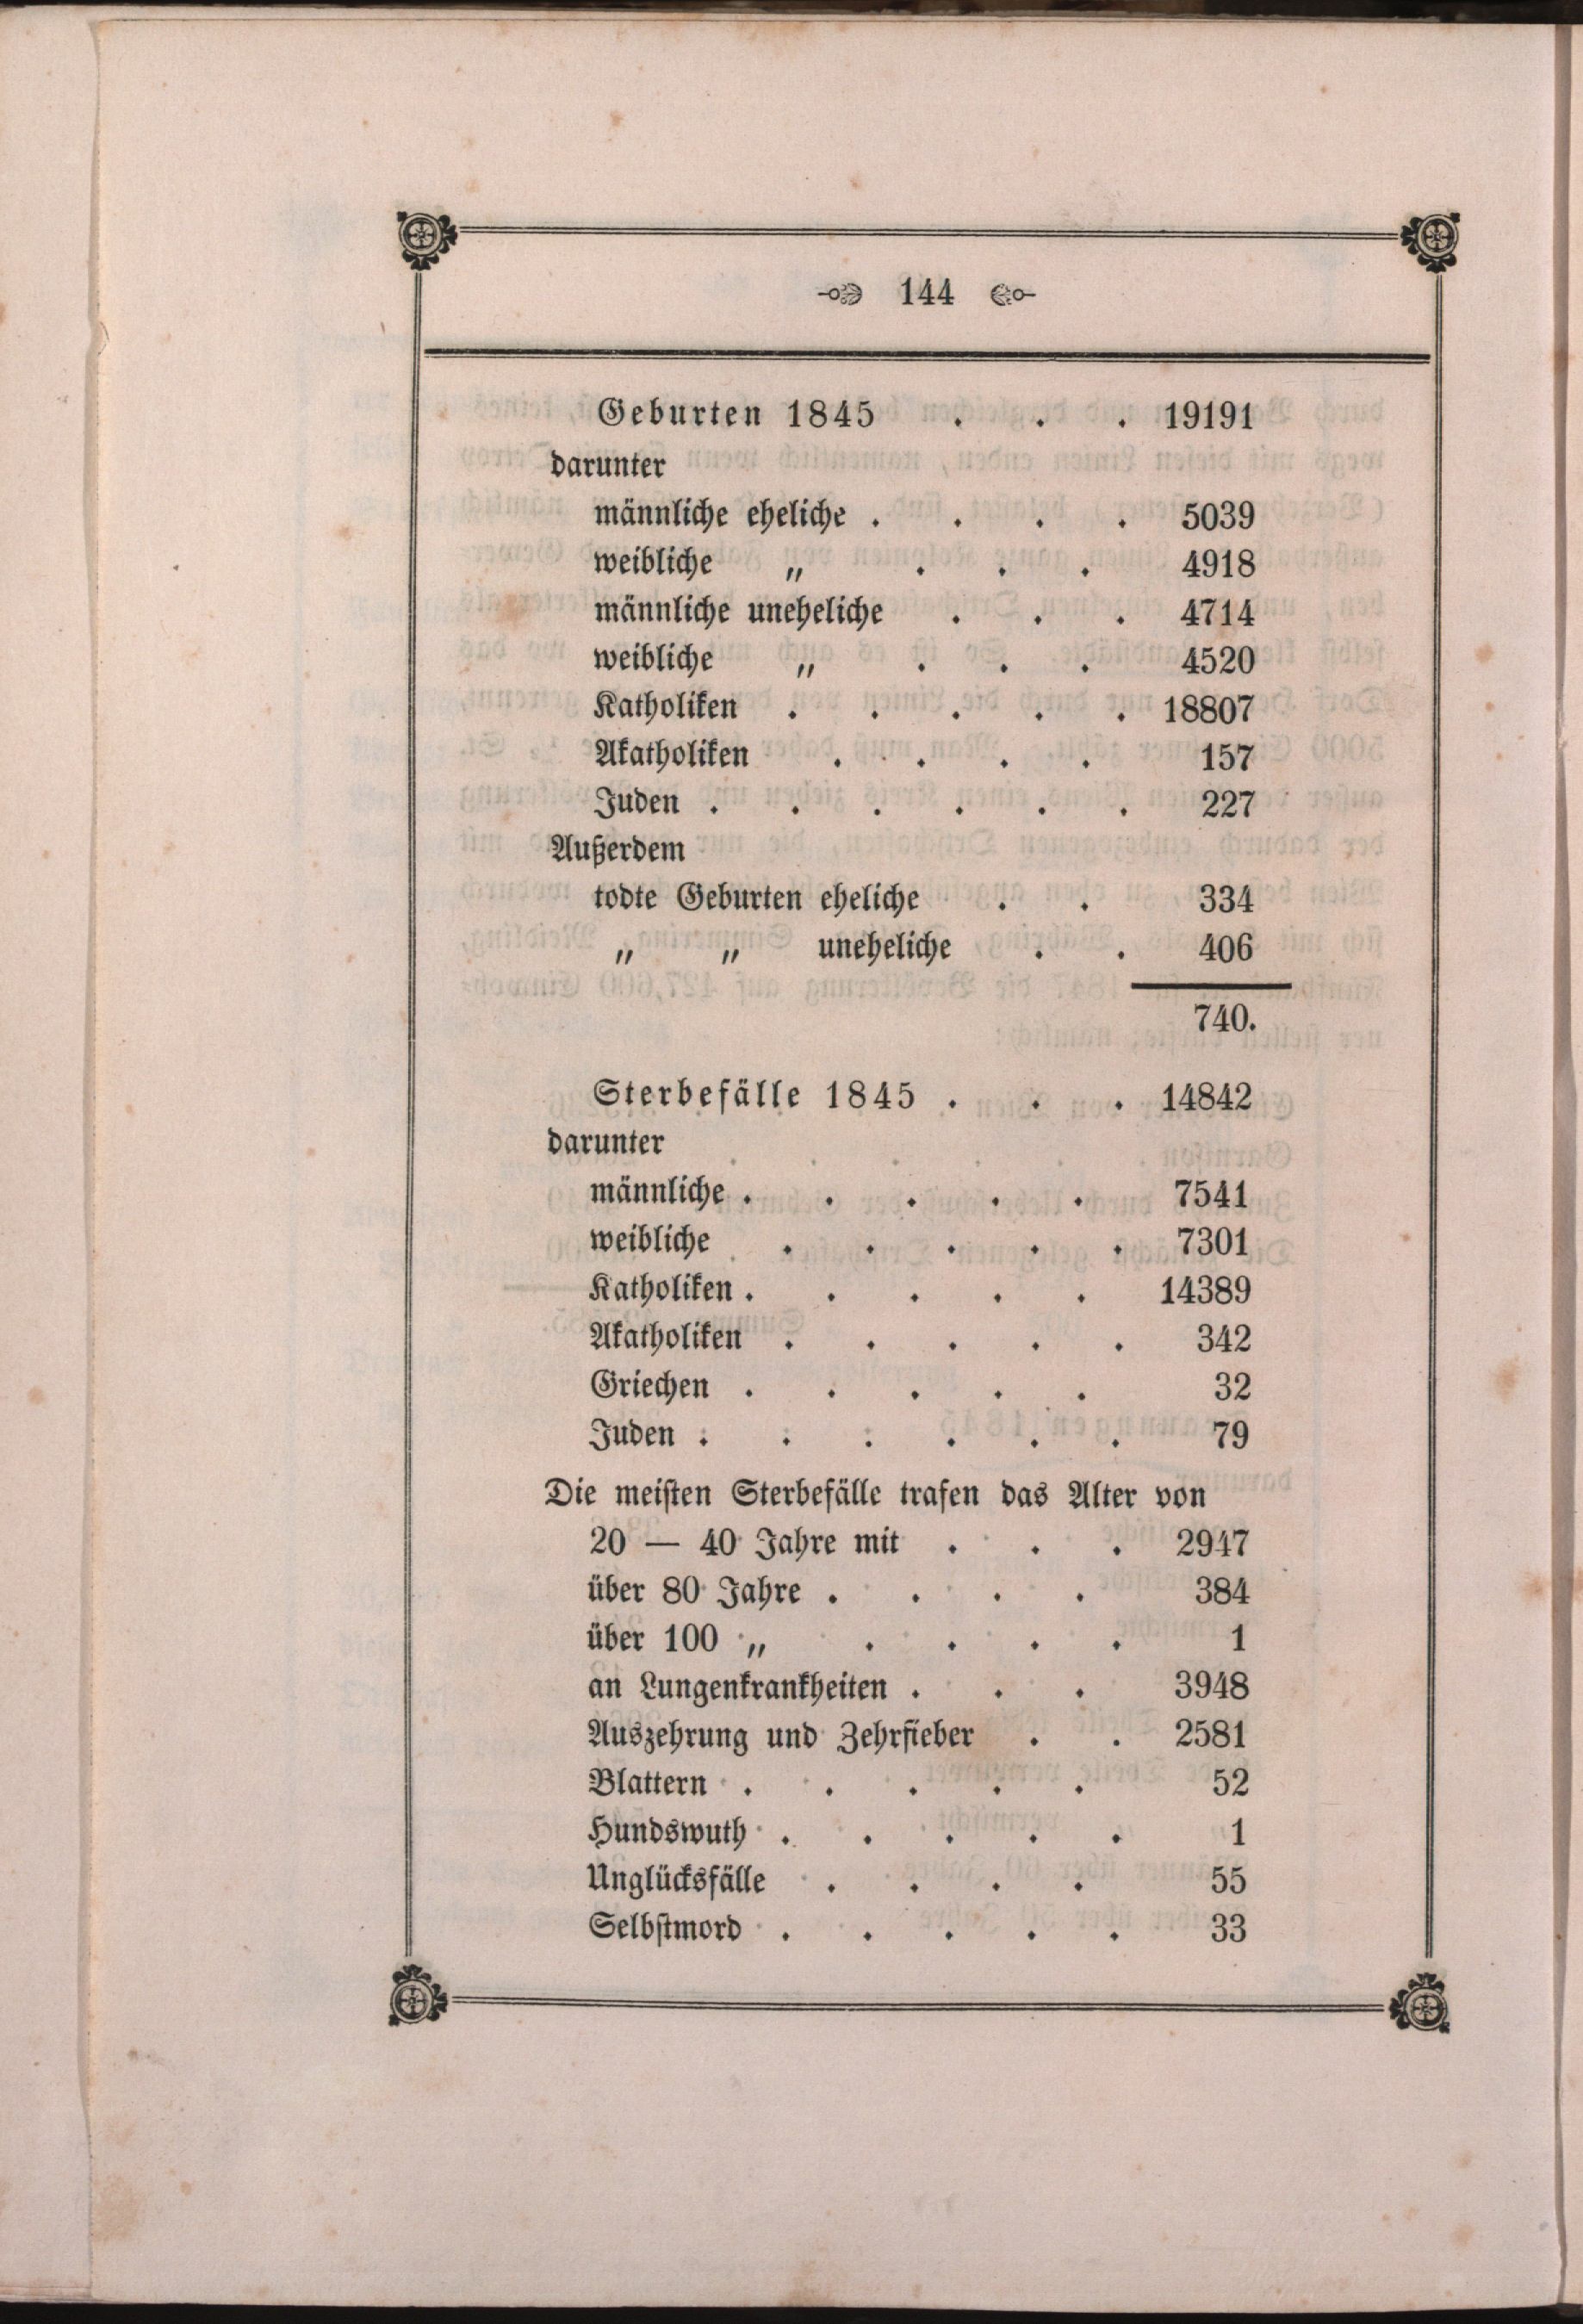 144
Geburten 1845 . . . 19191
darunter
männliche eheliche . . . . 5039
weibliche „ . . . 4918
männliche uneheliche . . . 4714
weibliche „ . . . 4520
Katholiken . . . . . 18807
Akatholiken . . . . 157
Juden . . . . . . 227
Außerdem
todte Geburten eheliche . . 334
„ „ uneheliche . . 406
740.
Sterbefälle 1845 . . . 14842
darunter
männliche . . . . . 7541
weibliche . . . . . 7301
Katholiken . . . . . 14389
Akatholiken . . . . . 342
Griechen . . . . . 32
Juden . . . . . . 79
Die meiſten Sterbefälle trafen das Alter von
20 — 40 Jahre mit . . . 2947
über 80 Jahre . . . . 384
über 100 „ . . . . 1
an Lungenkrankheiten . . . 3948
Auszehrung und Zehrfieber . . 2581
Blattern . . . . . 52
Hundswuth . . . . . 1
Unglücksfälle . . . . 55
Selbſtmord . . . . . 33